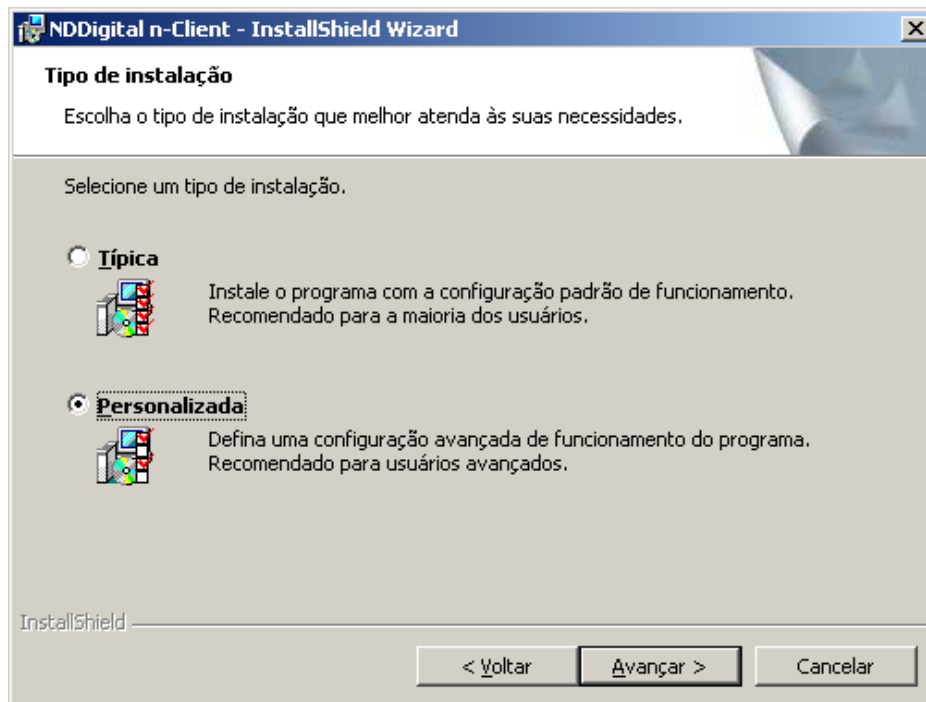 NDDigital n-Client - InstallShield Wizard
Tipo de instalação
Escolha o tipo de instalação que melhor atenda às suas necessidades.
Selecione um tipo de instalação.
Típica
Instale o programa com a configuração padrão de funcionamento.
Recomendado para a maioria dos usuários.
Personalizada
Defina uma configuração avançada de funcionamento do programa.
Recomendado para usuários avançados.
InstallShield
< Voltar   Avançar >   Cancelar